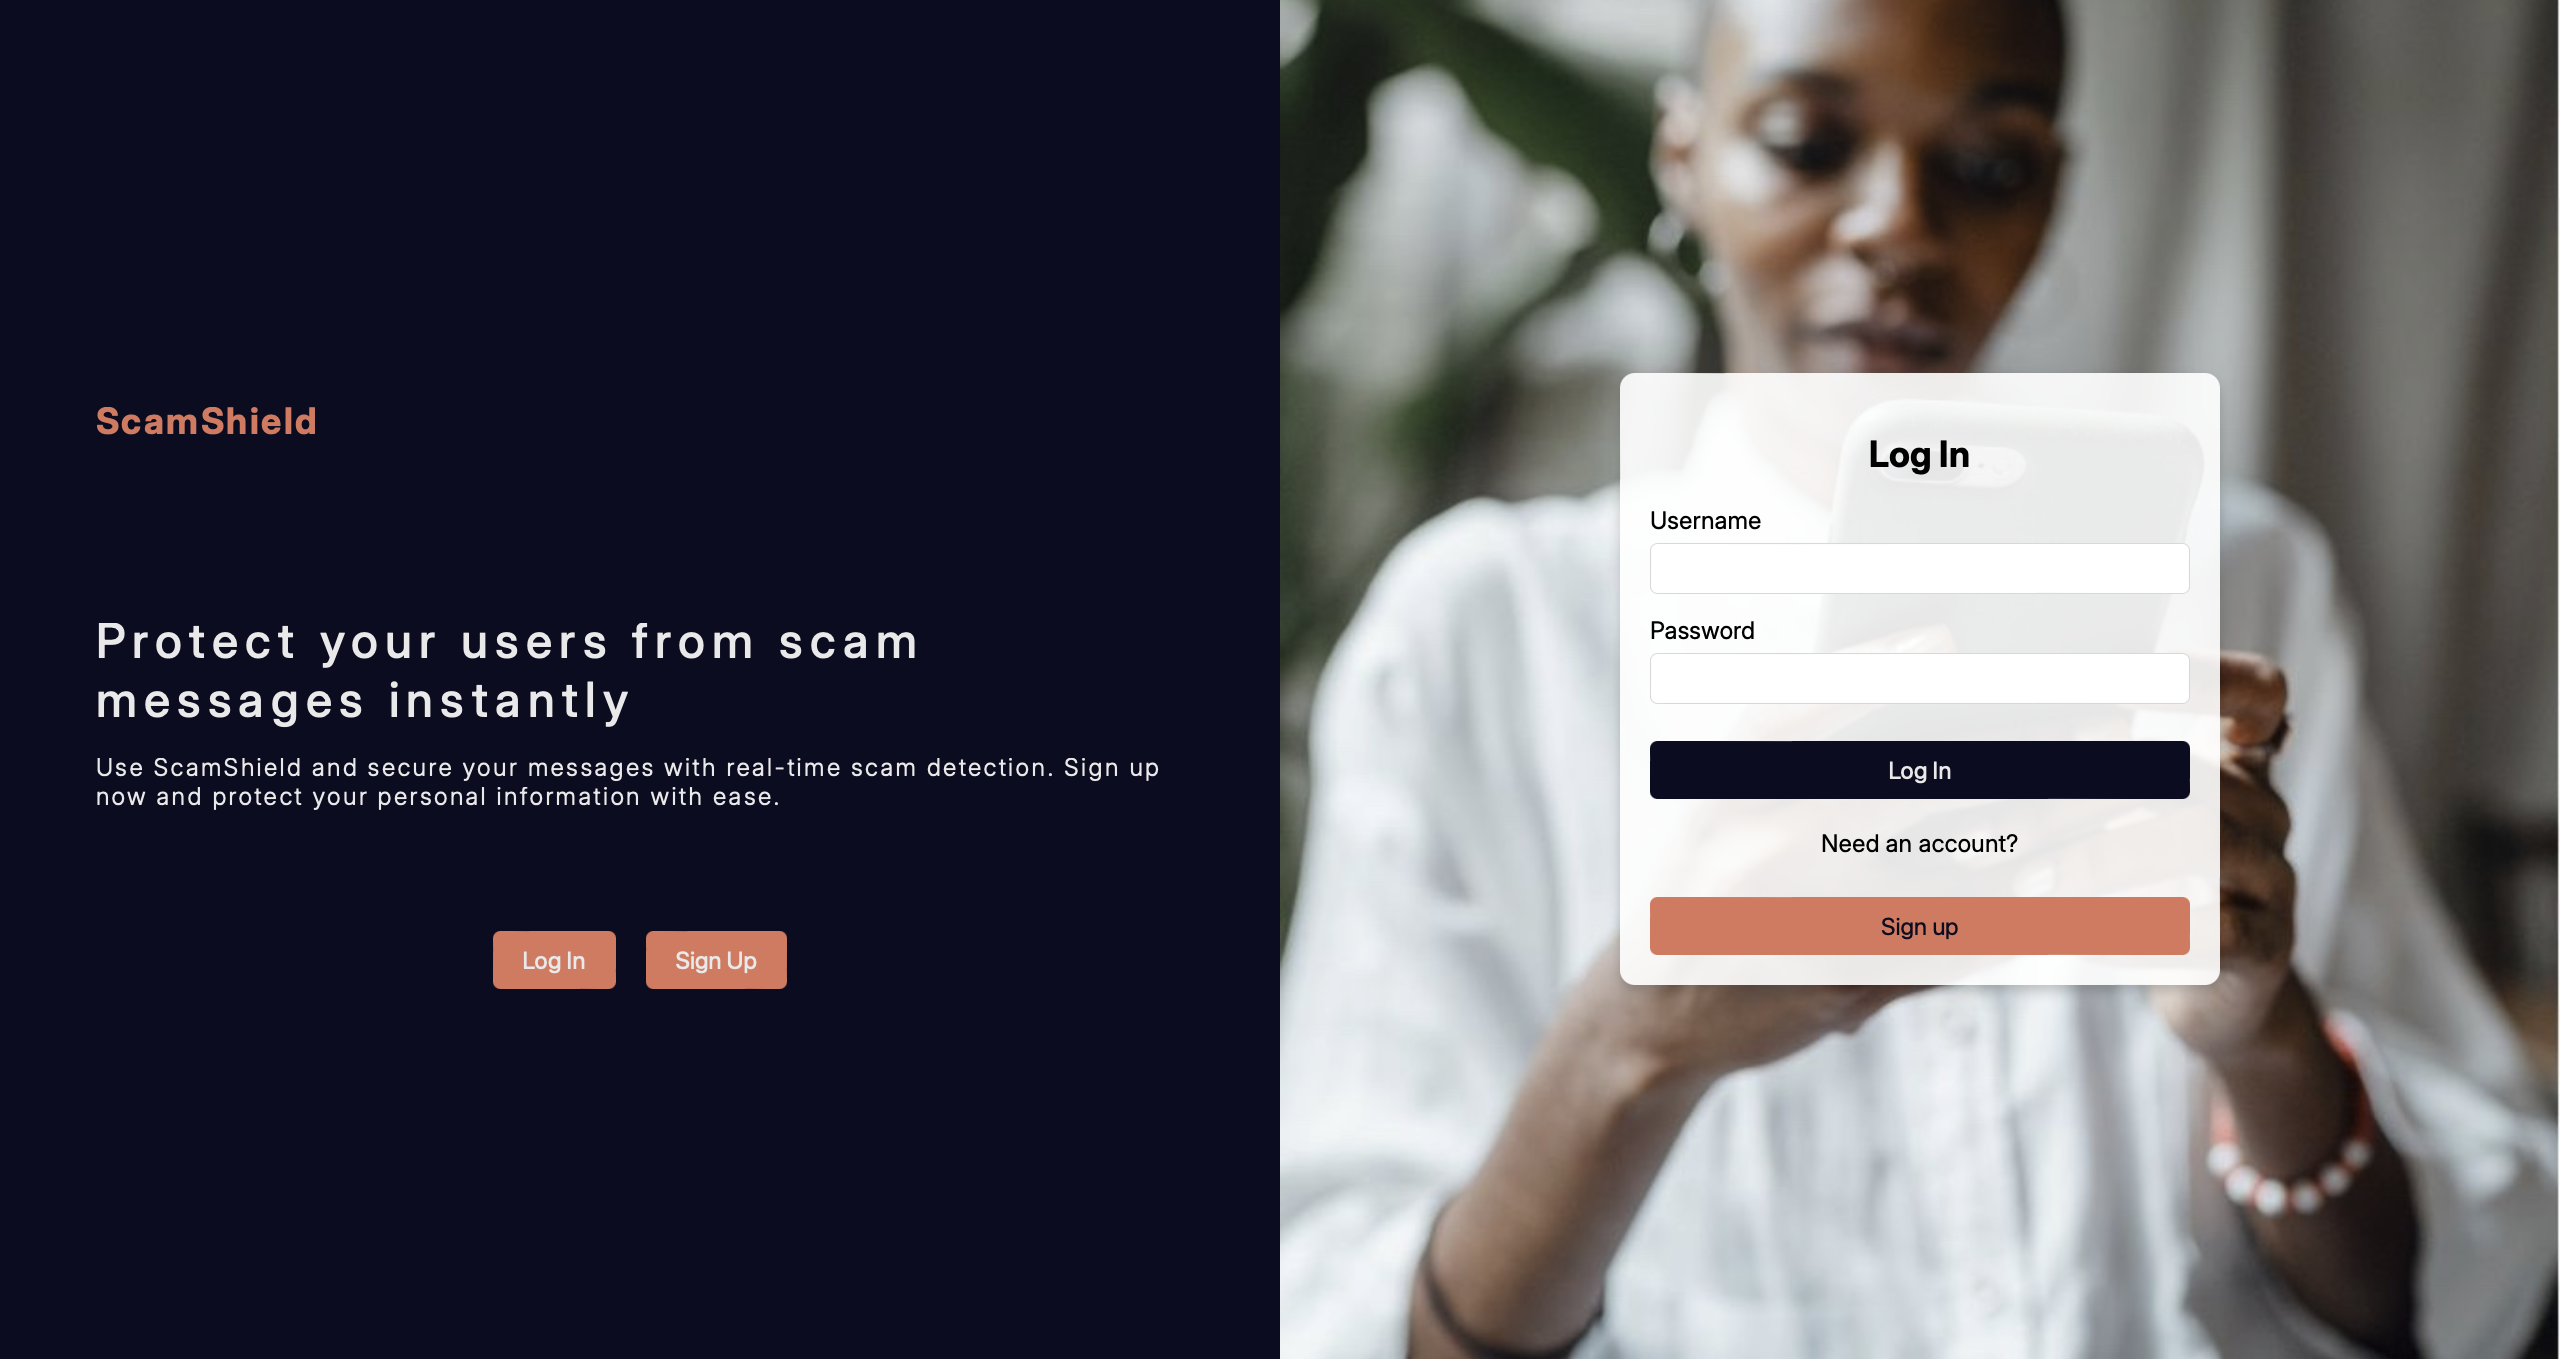 ScamShield
Protect your users from scam
messages instantly
Use ScamShield and secure your messages with real-time scam detection. Sign up
now and protect your personal information with ease.
Log In
Sign Up
Log In
Username
Password
Log In
Need an account?
Sign up